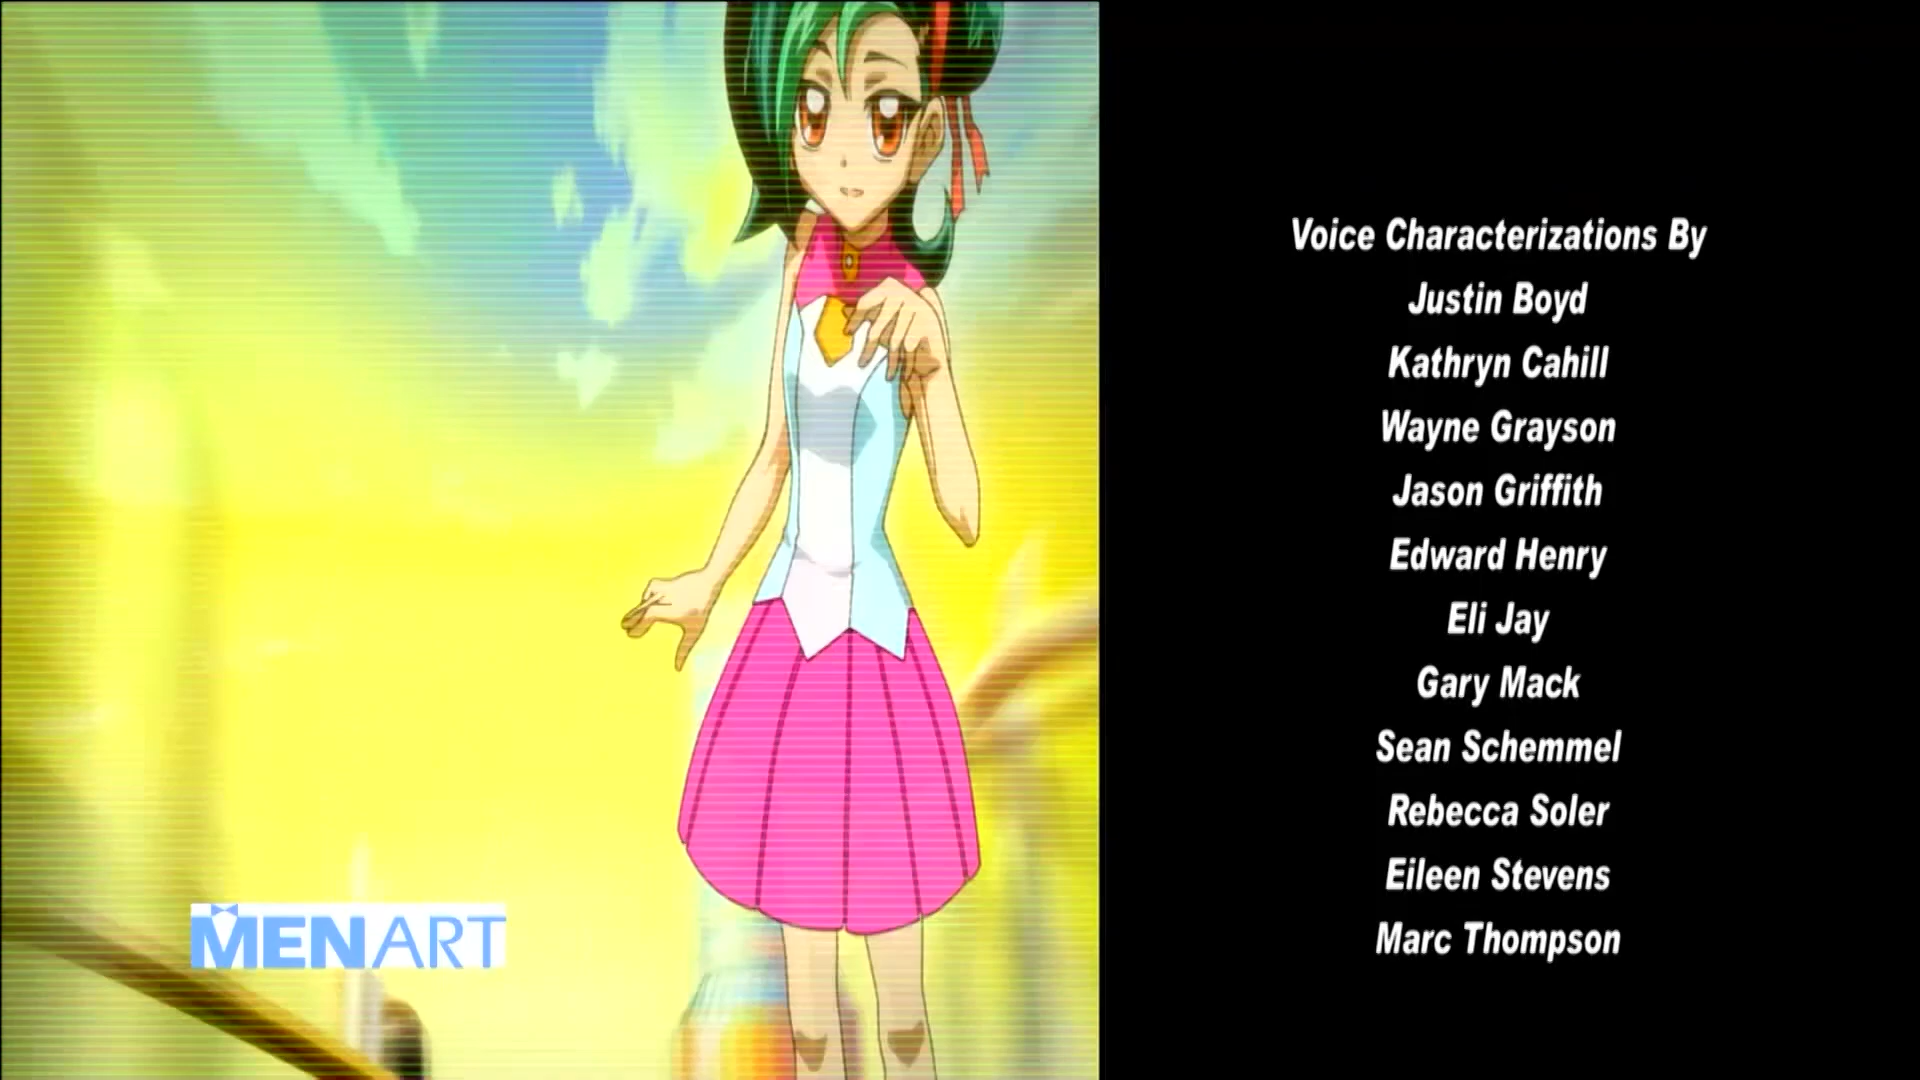 Voice Characterizations By
Justin Boyd
Kathryn Cahill
Wayne Grayson
Jason Griffith
Edward Henry
Eli Jay
Gary Mack
Sean Schemmel
Rebecca Soler
Eileen Stevens
Marc Thompson
MENART